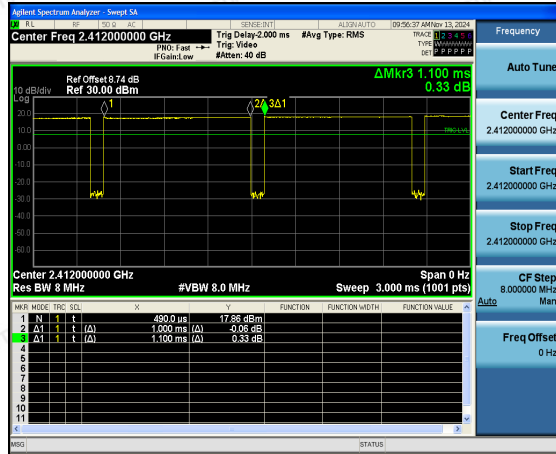 Agilent Spectrum Analyzer - Swept SA
RL RF 50 Ω AC SENSE:INT ALIGN AUTO 09:56:37 AM Nov 13, 2024
Center Freq 2.412000000 GHz
Trig Delay-2.000 ms #Avg Type: RMS
TRACE 1 2 3 4 5 6
PNO: Fast Trig: Video
TYPE WWWWWW
IFGain:Low #Atten: 40 dB
DET P P P P P P
ΔMkr3 1.100 ms
0.33 dB
Ref Offset 8.74 dB
10 dB/div Ref 30.00 dBm
Log
20.0
10.0
0.00
-10.0
-20.0
-30.0
-40.0
-50.0
-60.0
1
2Δ 3Δ1
TRIG LVL
Center 2.412000000 GHz Span 0 Hz
Res BW 8 MHz #VBW 8.0 MHz Sweep 3.000 ms (1001 pts)
MKR MODE TRC SCL X Y FUNCTION FUNCTION WIDTH FUNCTION VALUE
1 N 1 t 490.0 µs 17.86 dBm
2 Δ1 1 t (Δ) 1.000 ms (Δ) -0.06 dB
3 Δ1 1 t (Δ) 1.100 ms (Δ) 0.33 dB
4
5
6
7
8
9
10
11
MSG STATUS
Frequency
Auto Tune
Center Freq
2.412000000 GHz
Start Freq
2.412000000 GHz
Stop Freq
2.412000000 GHz
CF Step
8.000000 MHz
Auto Man
Freq Offset
0 Hz